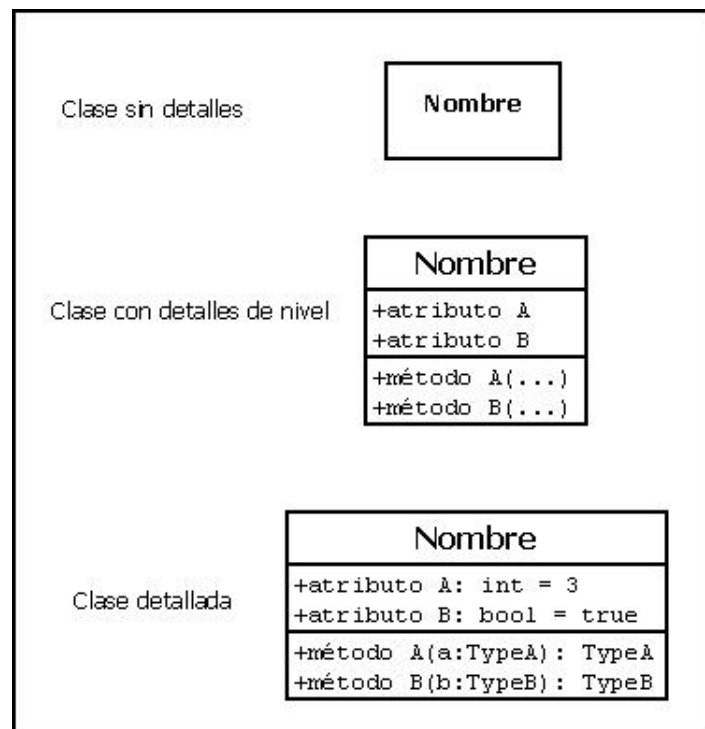 Clase sin detalles
Nombre
Nombre
Clase con detalles de nivel
+atributo A
+atributo B
+método A(...)
+método B(...)
Nombre
Clase detallada
+atributo A: int = 3
+atributo B: bool = true
+método A(a:TypeA): TypeA
+método B(b:TypeB): TypeB